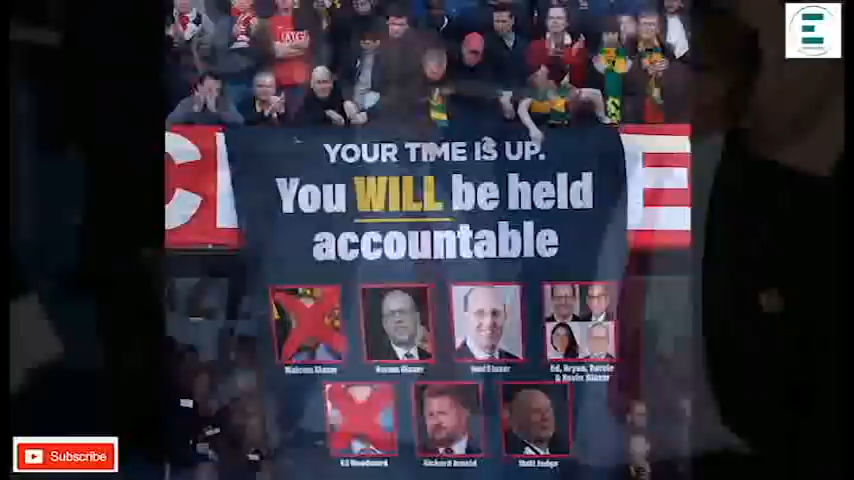 E
YOUR TIME IS UP.
You WILL be held
accountable
Malcom Glazer
Avram Glazer
Joel Glazer
Ed, Bryan, Darcie
& Kevin Glazer
Ed Woodward
Richard Arnold
Matt Judge
Subscribe